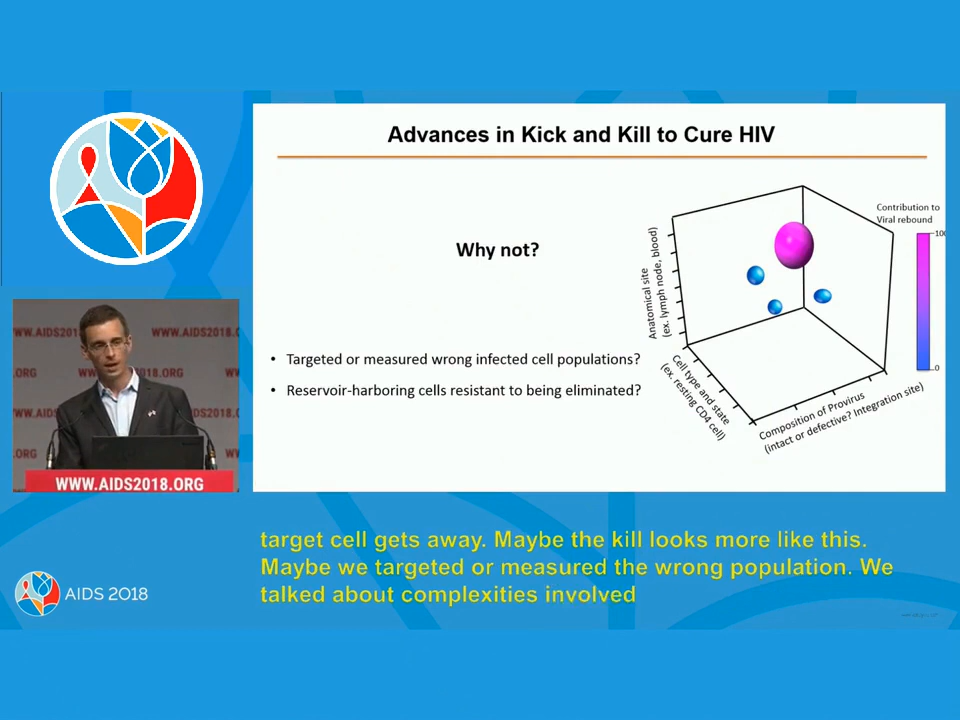 Advances in Kick and Kill to Cure HIV
Why not?
• Targeted or measured wrong infected cell populations?
• Reservoir-harboring cells resistant to being eliminated?
Anatomical site
(ex. lymph node, blood)
Cell type and state
(ex. resting CD4 cell)
Composition of Provirus
(intact or defective? Integration site)
Contribution to
Viral rebound
100
0
WWW.AIDS2018.ORG
target cell gets away. Maybe the kill looks more like this.
Maybe we targeted or measured the wrong population. We
talked about complexities involved
AIDS 2018